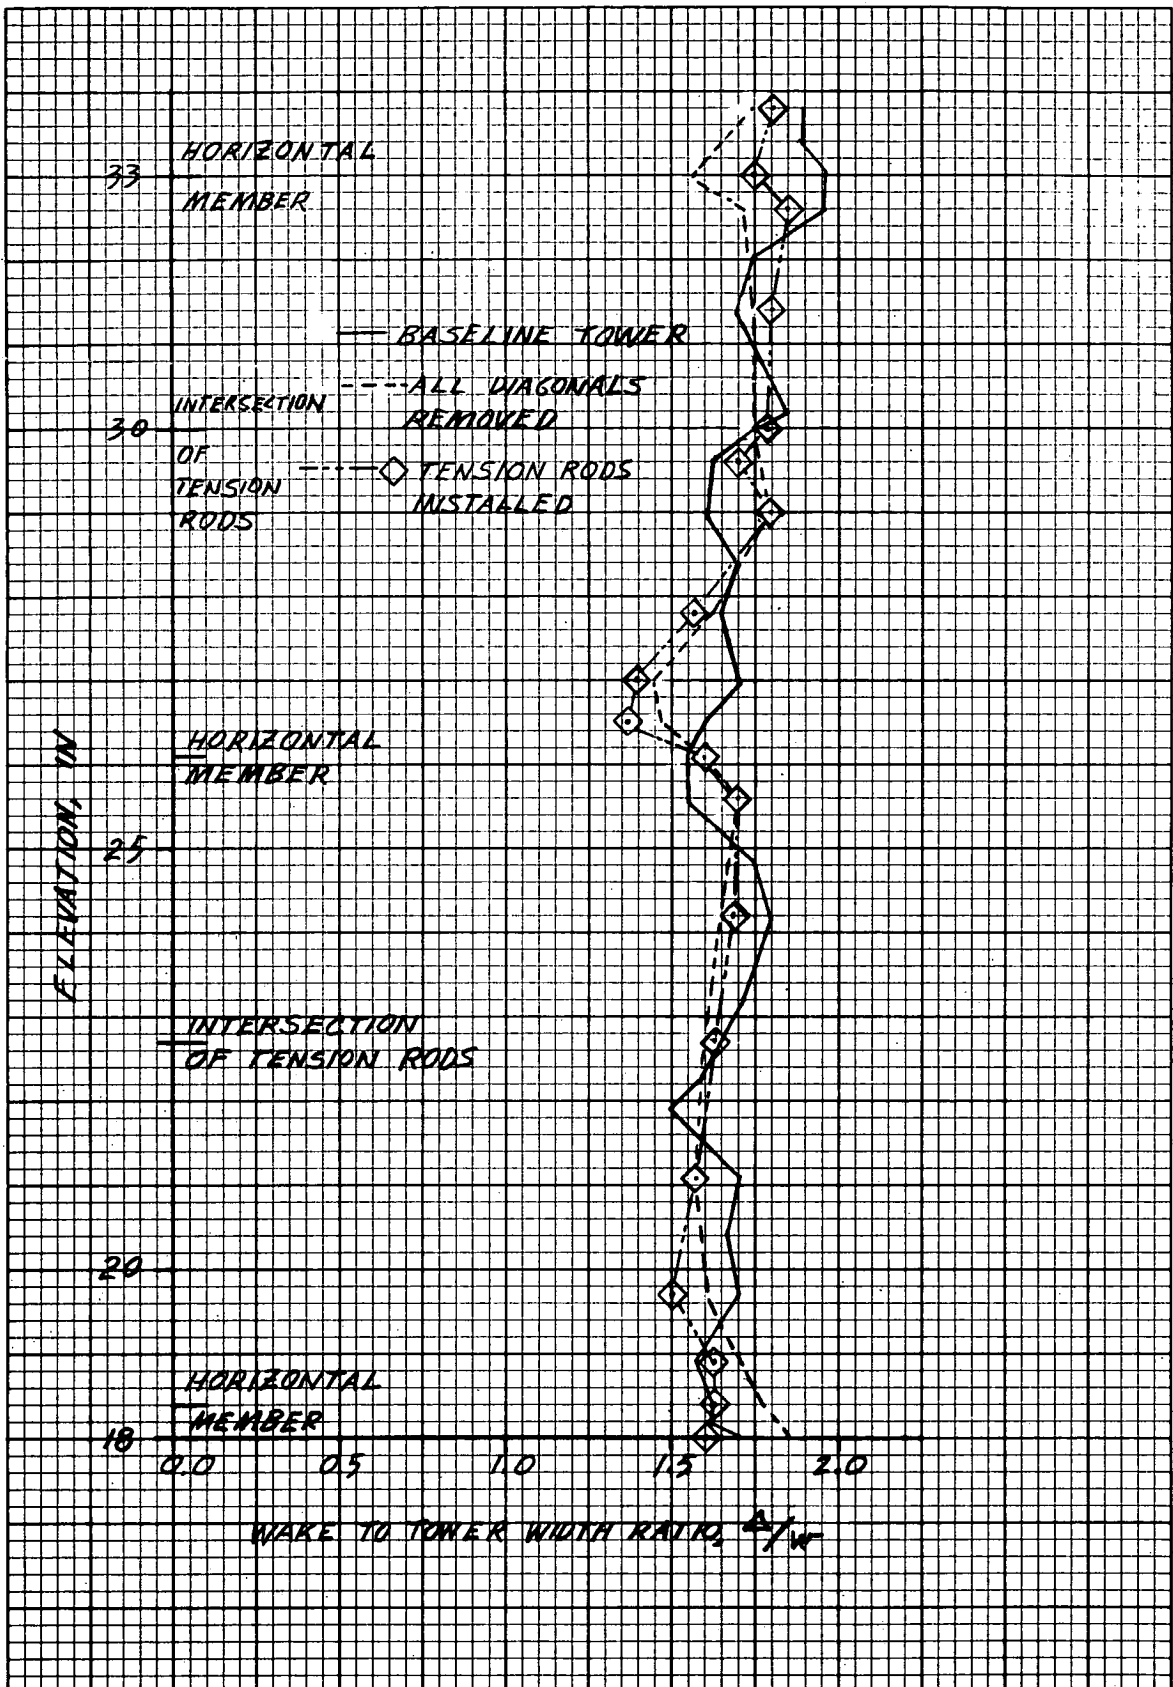 HORIZONTAL
33
MEMBER
BASELINE TOWER
ALL DIAGONALS
REMOVED
INTERSECTION
30
OF
TENSION
RODS
TENSION RODS
INSTALLED
HORIZONTAL
MEMBER
ELEVATION, IN
25
INTERSECTION
OF TENSION RODS
20
HORIZONTAL
MEMBER
18
0.0 0.5 1.0 1.5 2.0
WAKE TO TOWER WIDTH RATIO, Δ/W